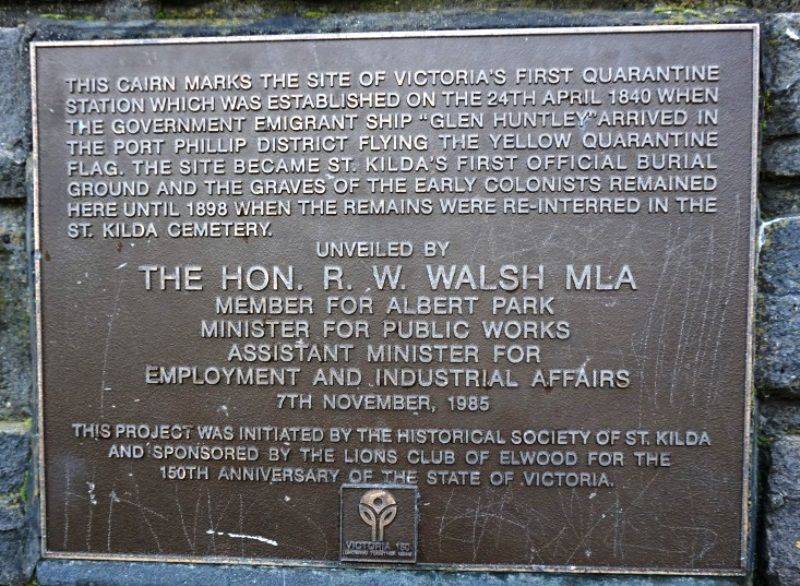 THIS CAIRN MARKS THE SITE OF VICTORIA'S FIRST QUARANTINE
STATION WHICH WAS ESTABLISHED ON THE 24TH APRIL 1840 WHEN
THE GOVERNMENT EMIGRANT SHIP "GLEN HUNTLEY" ARRIVED IN
THE PORT PHILLIP DISTRICT FLYING THE YELLOW QUARANTINE
FLAG. THE SITE BECAME ST. KILDA'S FIRST OFFICIAL BURIAL
GROUND AND THE GRAVES OF THE EARLY COLONISTS REMAINED
HERE UNTIL 1898 WHEN THE REMAINS WERE RE-INTERRED IN THE
ST. KILDA CEMETERY.
UNVEILED BY
THE HON. R. W. WALSH MLA
MEMBER FOR ALBERT PARK
MINISTER FOR PUBLIC WORKS
ASSISTANT MINISTER FOR
EMPLOYMENT AND INDUSTRIAL AFFAIRS
7TH NOVEMBER, 1985
THIS PROJECT WAS INITIATED BY THE HISTORICAL SOCIETY OF ST. KILDA
AND SPONSORED BY THE LIONS CLUB OF ELWOOD FOR THE
150TH ANNIVERSARY OF THE STATE OF VICTORIA.
VICTORIA 150